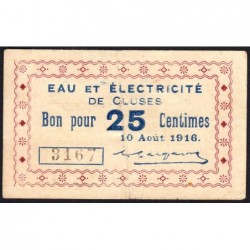 EAU ET ÉLECTRICITÉ
DE CLUSES
Bon pour 25 Centimes
10 Août 1916.
3167